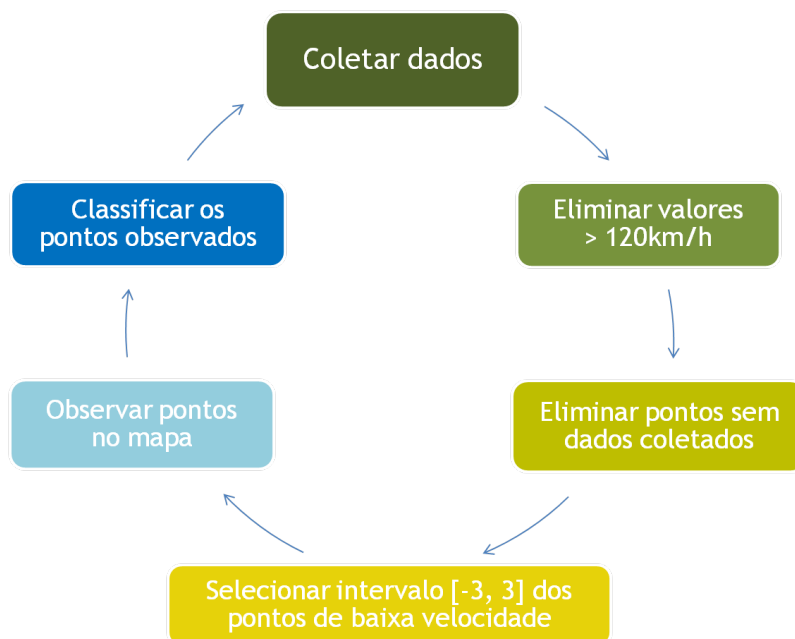 Coletar dados
Eliminar valores
> 120km/h
Eliminar pontos sem
dados coletados
Selecionar intervalo [-3, 3] dos
pontos de baixa velocidade
Observar pontos
no mapa
Classificar os
pontos observados